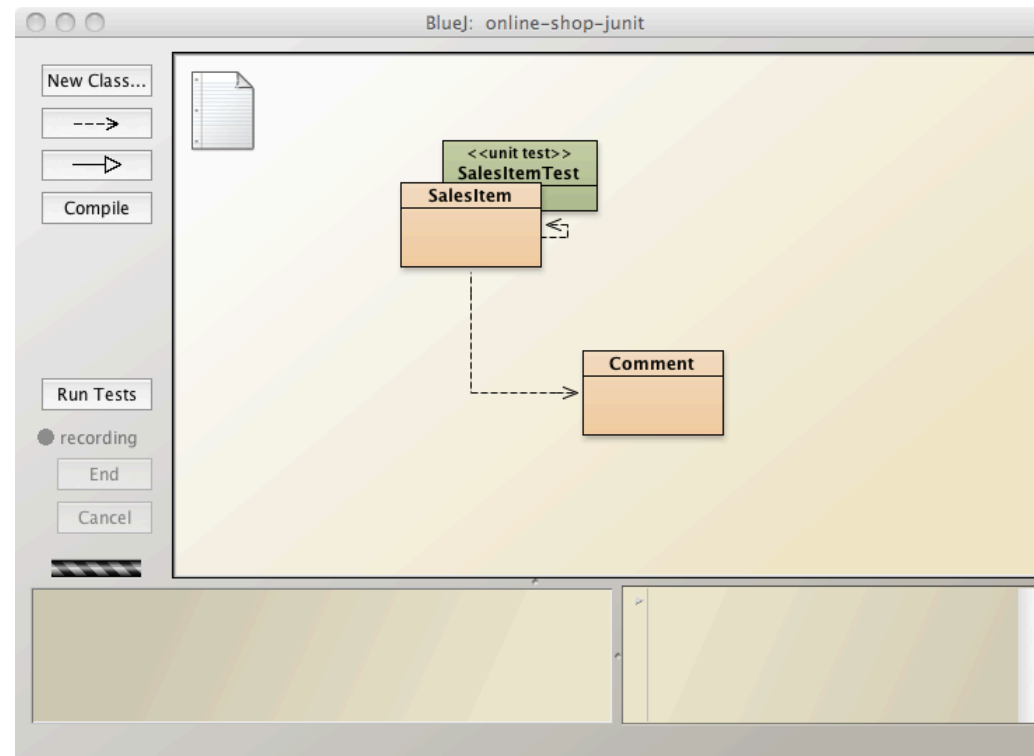 BlueJ: online-shop-junit
New Class...
Compile
Run Tests
recording
End
Cancel
<<unit test>>
SalesItemTest
SalesItem
Comment